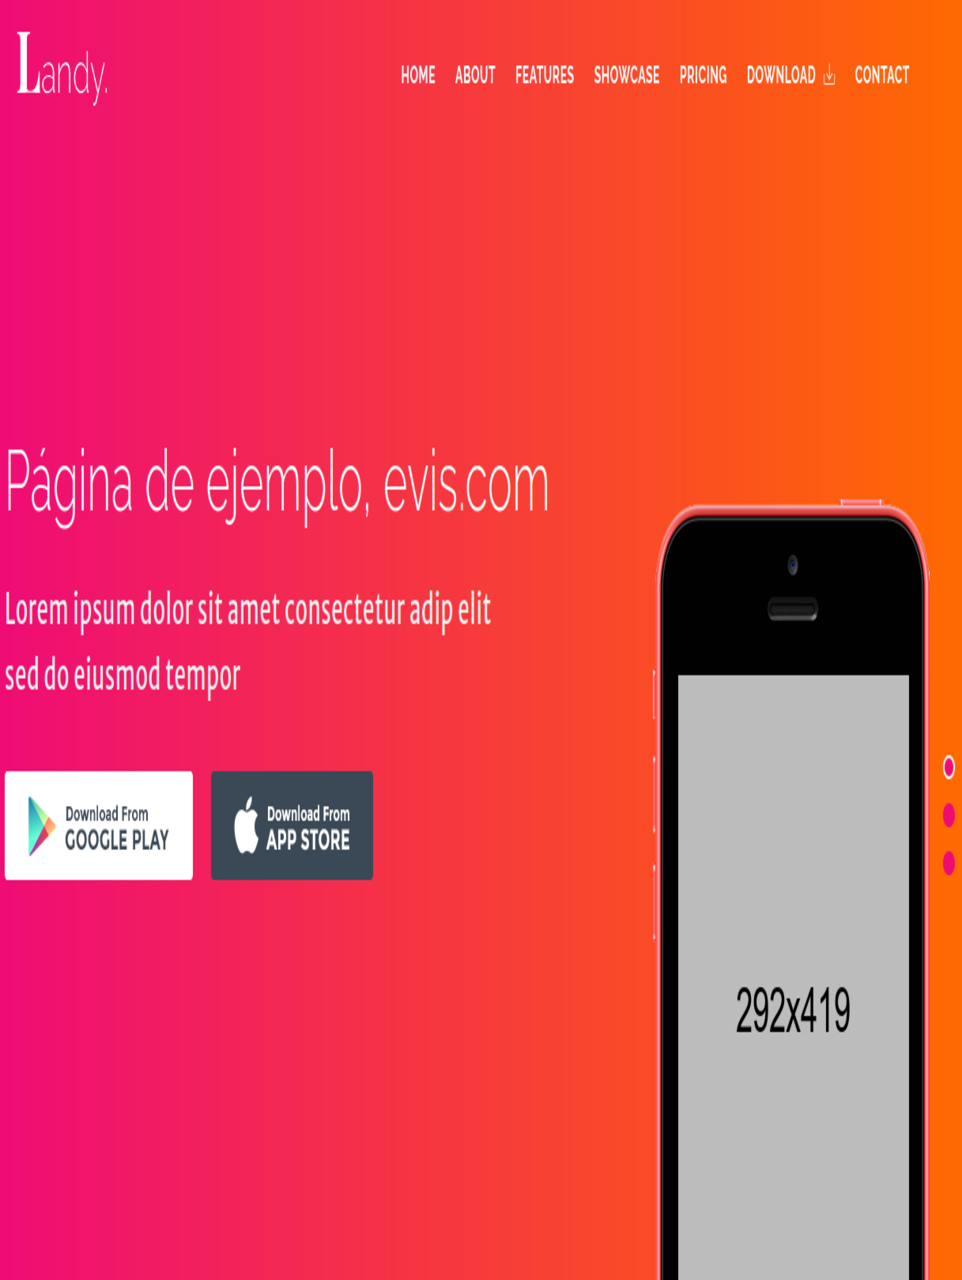 Landy.
HOME ABOUT FEATURES SHOWCASE PRICING DOWNLOAD CONTACT
Página de ejemplo, evis.com
Lorem ipsum dolor sit amet consectetur adip elit
sed do eiusmod tempor
Download From
GOOGLE PLAY
Download From
APP STORE
292x419